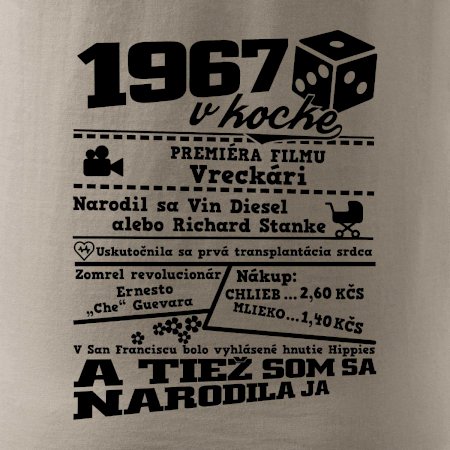 1967
v kocke
PREMIÉRA FILMU
Vreckári
Narodil sa Vin Diesel
alebo Richard Stanke
Uskutočnila sa prvá transplantácia srdca
Zomrel revolucionár
Ernesto
„Che“ Guevara
Nákup:
CHLIEB ... 2,60 KČS
MLIEKO ... 1,40 KČS
V San Franciscu bolo vyhlásené hnutie Hippies
A TIEŽ SOM SA
NARODILA JA